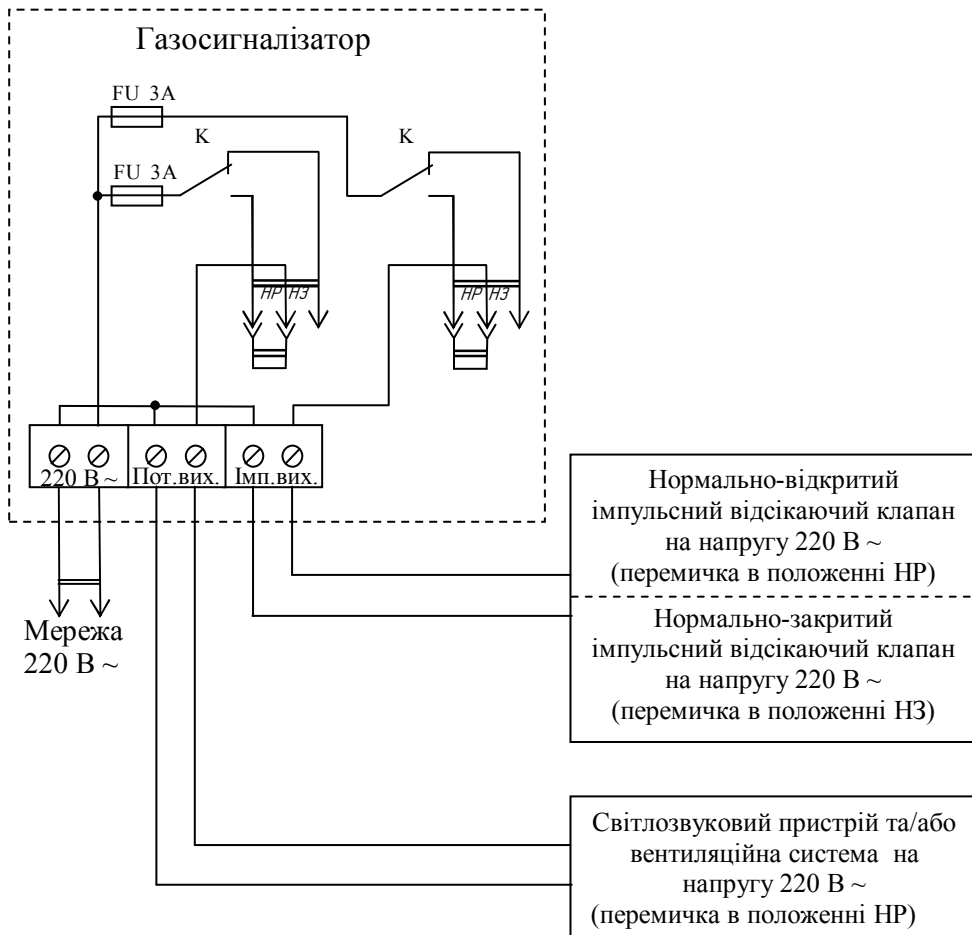 Газосигналізатор
FU 3А
К
К
FU 3А
НР НЗ
НР НЗ
220 В ~
Пот.вих.
Імп.вих.
Мережа
220 В ~
Нормально-відкритий
імпульсний відсікаючий клапан
на напругу 220 В ~
(перемичка в положенні НР)
Нормально-закритий
імпульсний відсікаючий клапан
на напругу 220 В ~
(перемичка в положенні НЗ)
Світлозвуковий пристрій та/або
вентиляційна система на
напругу 220 В ~
(перемичка в положенні НР)